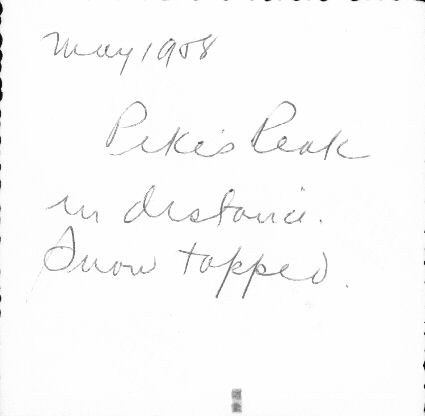 May 1958
Pike's Peak
in distance.
Snow topped.